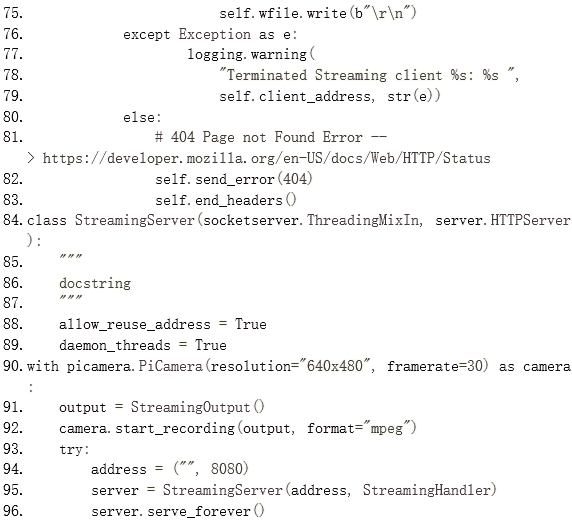 75.                         self.wfile.write(b"\r\n")
76.             except Exception as e:
77.                     logging.warning(
78.                         "Terminated Streaming client %s: %s ",
79.                         self.client_address, str(e))
80.             else:
81.                 # 404 Page not Found Error --
> https://developer.mozilla.org/en-US/docs/Web/HTTP/Status
82.                 self.send_error(404)
83.                 self.end_headers()
84. class StreamingServer(socketserver.ThreadingMixIn, server.HTTPServer
):
85.     """
86.     docstring
87.     """
88.     allow_reuse_address = True
89.     daemon_threads = True
90. with picamera.PiCamera(resolution="640x480", framerate=30) as camera
:
91.     output = StreamingOutput()
92.     camera.start_recording(output, format="mpeg")
93.     try:
94.         address = ("", 8080)
95.         server = StreamingServer(address, StreamingHandler)
96.         server.serve_forever()